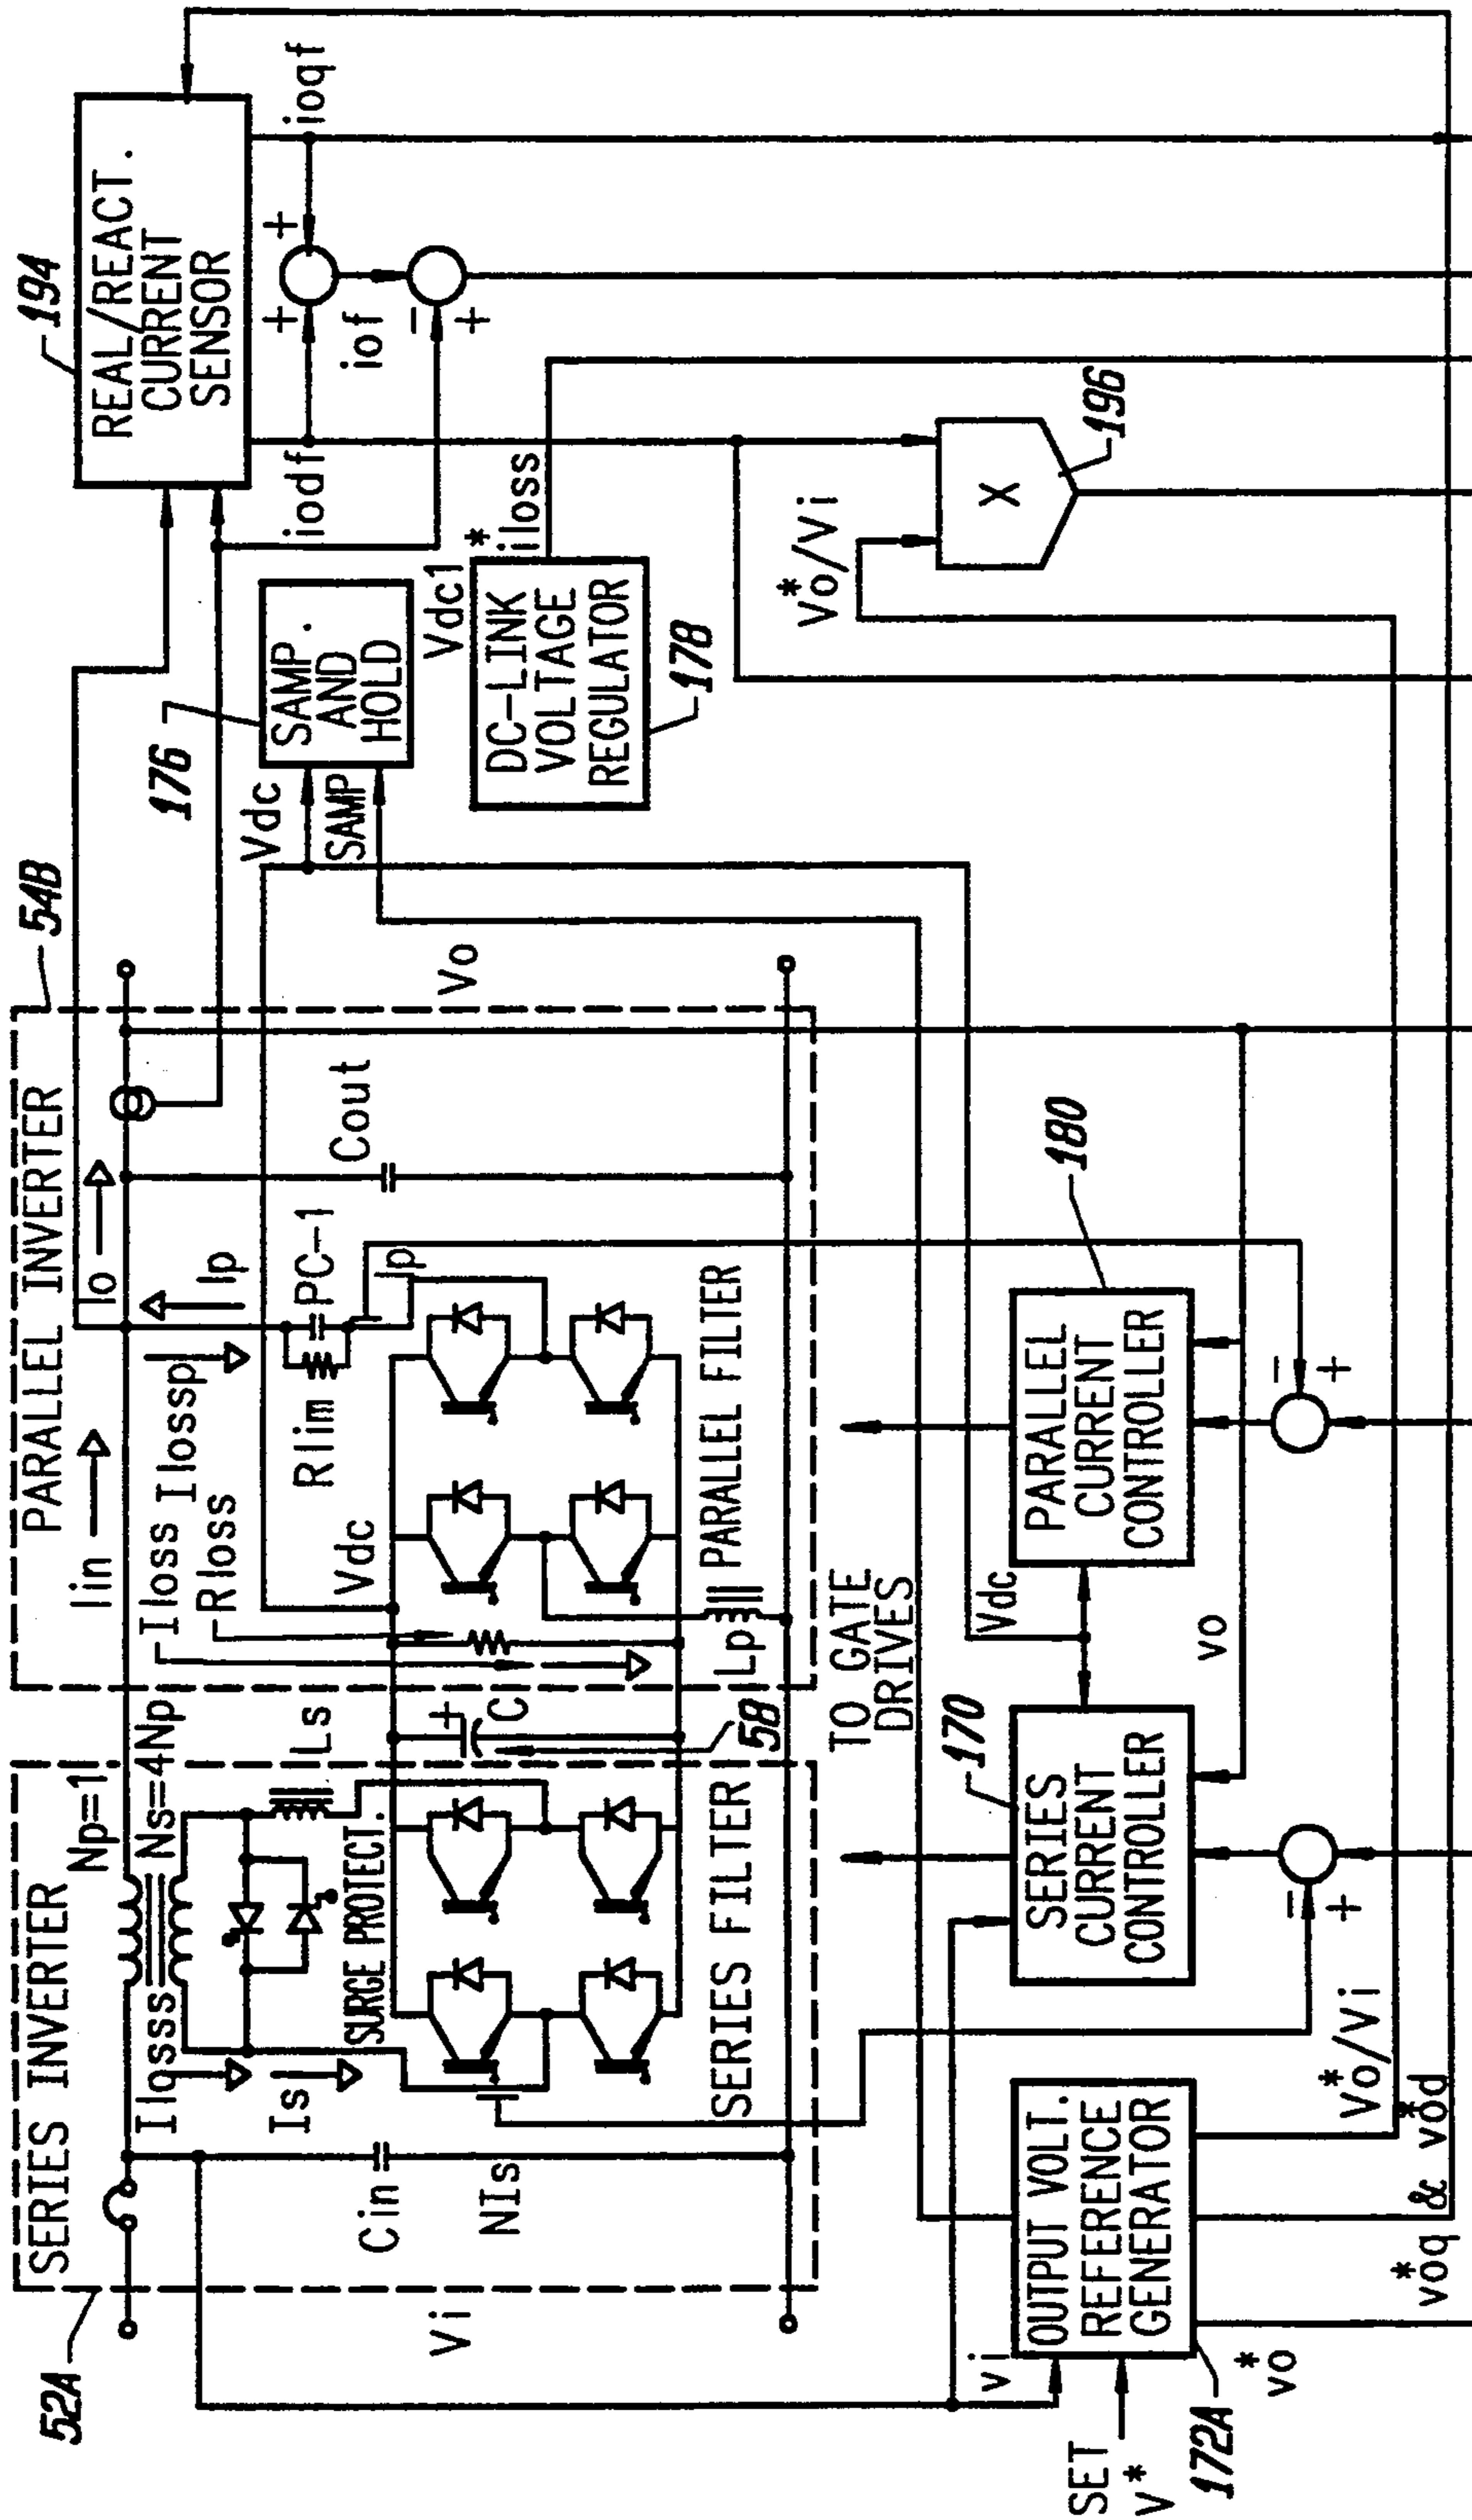 52A
SERIES INVERTER
Np=1
Ns=4Np
Ilosss
Is
SURGE PROTECT.
Ls
Cin
NIs
Vi
SERIES FILTER
58
C
+
54B
PARALLEL INVERTER
Iin
Io
Ip
Iloss Ilossp
Rloss
Vdc
Rlim
PC-1
Ip
Cout
Vo
Lp
PARALLEL FILTER
194
REAL/REACT.
CURRENT
SENSOR
ioqf
iodf
iof
+
+
-
+
176
SAMP.
AND
HOLD
Vdc
SAMP
Vdc1
*
iloss
DC-LINK
VOLTAGE
REGULATOR
178
*
Vo/Vi
X
196
TO GATE
DRIVES
Vdc
vo
170
SERIES
CURRENT
CONTROLLER
-
+
180
PARALLEL
CURRENT
CONTROLLER
-
+
vi
SET
V*
OUTPUT VOLT.
REFERENCE
GENERATOR
172A
*
vo
*
Vo/Vi
*
voq & *
vod